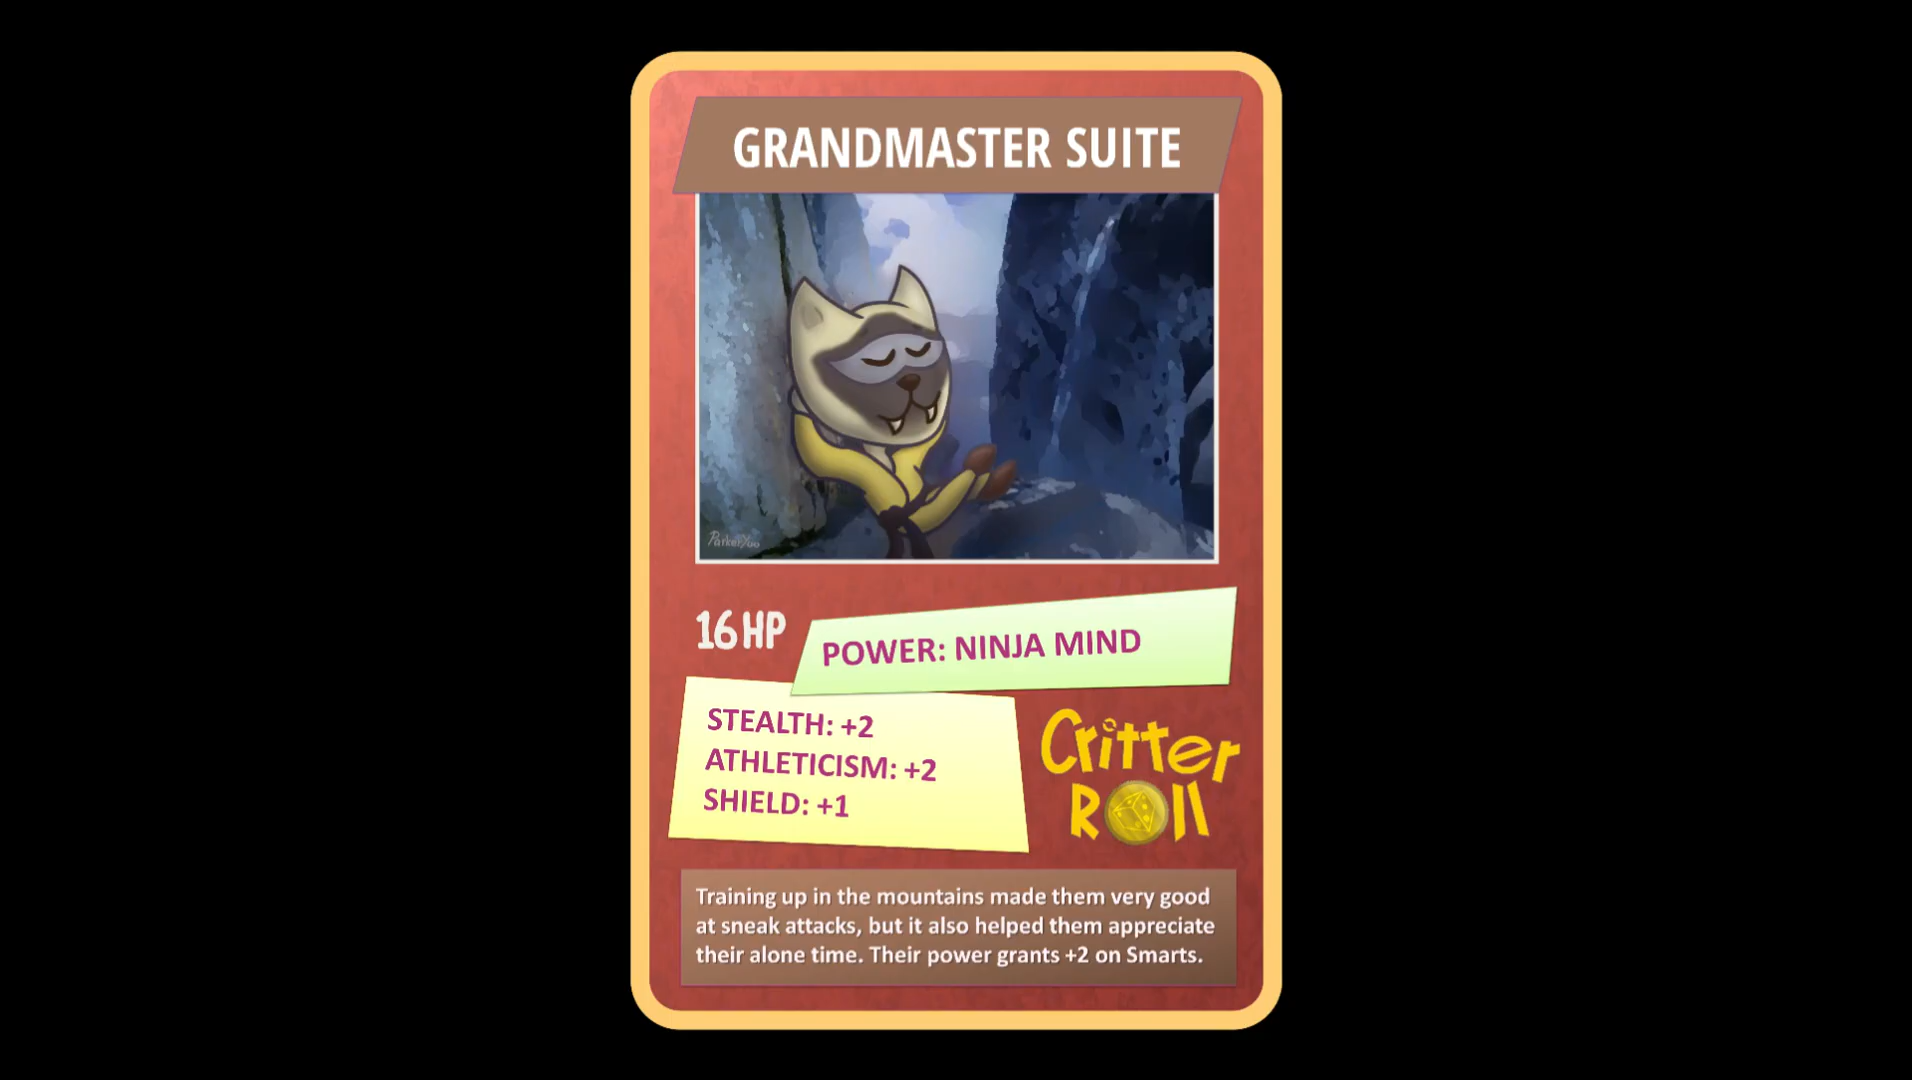 GRANDMASTER SUITE
ParkerYoo
16 HP
POWER: NINJA MIND
STEALTH: +2
ATHLETICISM: +2
SHIELD: +1
Critter
Roll
Training up in the mountains made them very good
at sneak attacks, but it also helped them appreciate
their alone time. Their power grants +2 on Smarts.